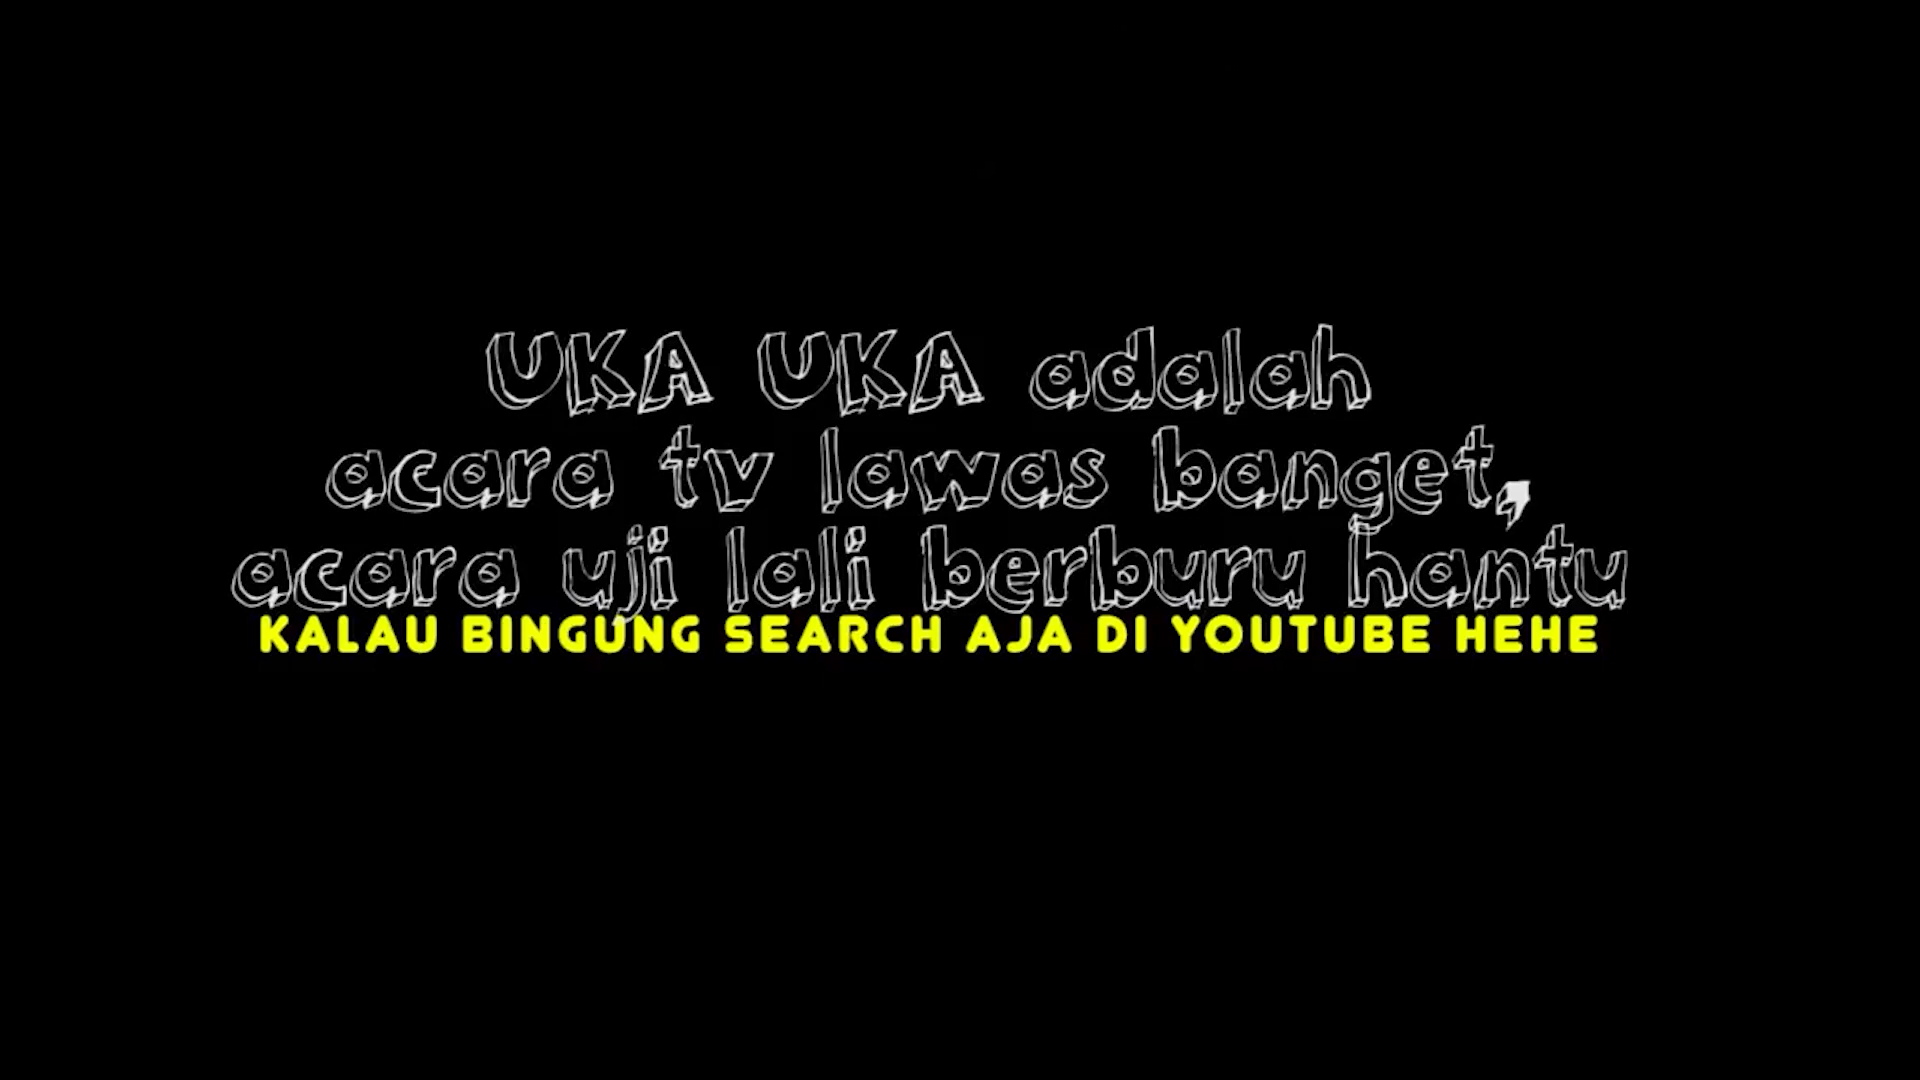 UKA UKA adalah
acara tv lawas banget,
acara uji lali berburu hantu
KALAU BINGUNG SEARCH AJA DI YOUTUBE HEHE